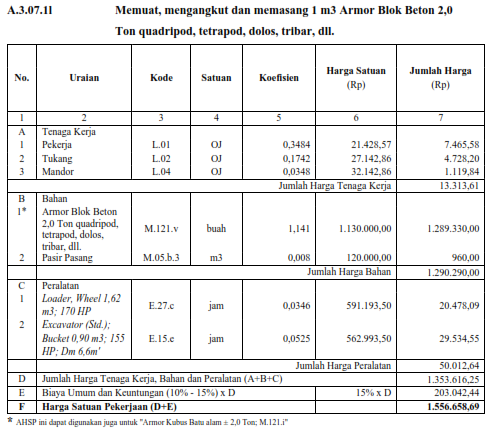 A.3.07.1l Memuat, mengangkut dan memasang 1 m3 Armor Blok Beton 2,0
Ton quadripod, tetrapod, dolos, tribar, dll.
No. Uraian Kode Satuan Koefisien Harga Satuan (Rp) Jumlah Harga (Rp)
1 2 3 4 5 6 7
A Tenaga Kerja
1 Pekerja L.01 OJ 0,3484 21.428,57 7.465,58
2 Tukang L.02 OJ 0,1742 27.142,86 4.728,20
3 Mandor L.04 OJ 0,0348 32.142,86 1.119,84
Jumlah Harga Tenaga Kerja 13.313,61
B Bahan
1* Armor Blok Beton
2,0 Ton quadripod,
tetrapod, dolos, M.121.v buah 1,141 1.130.000,00 1.289.330,00
tribar, dll.
2 Pasir Pasang M.05.b.3 m3 0,008 120.000,00 960,00
Jumlah Harga Bahan 1.290.290,00
C Peralatan
1 Loader, Wheel 1,62
m3; 170 HP E.27.c jam 0,0346 591.193,50 20.478,09
2 Excavator (Std.);
Bucket 0,90 m3; 155 E.15.e jam 0,0525 562.993,50 29.534,55
HP; Dm 6,6m'
Jumlah Harga Peralatan 50.012,64
D Jumlah Harga Tenaga Kerja, Bahan dan Peralatan (A+B+C) 1.353.616,25
E Biaya Umum dan Keuntungan (10% - 15%) x D 15% x D 203.042,44
F Harga Satuan Pekerjaan (D+E) 1.556.658,69
* AHSP ini dapat digunakan juga untuk "Armor Kubus Batu alam ± 2,0 Ton; M.121.i"